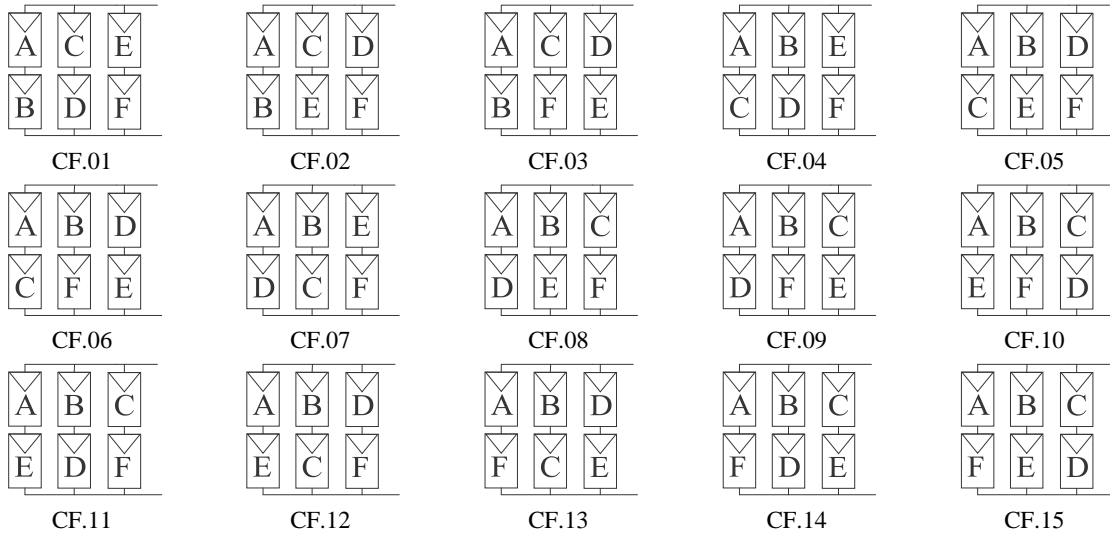 A C E A C D A C D A B E A B D
B D F B E F B F E C D F C E F
CF.01 CF.02 CF.03 CF.04 CF.05
A B D A B E A B C A B C A B C
C F E D C F D E F D F E E F D
CF.06 CF.07 CF.08 CF.09 CF.10
A B C A B D A B D A B C A B C
E D F E C F F C E F D E F E D
CF.11 CF.12 CF.13 CF.14 CF.15